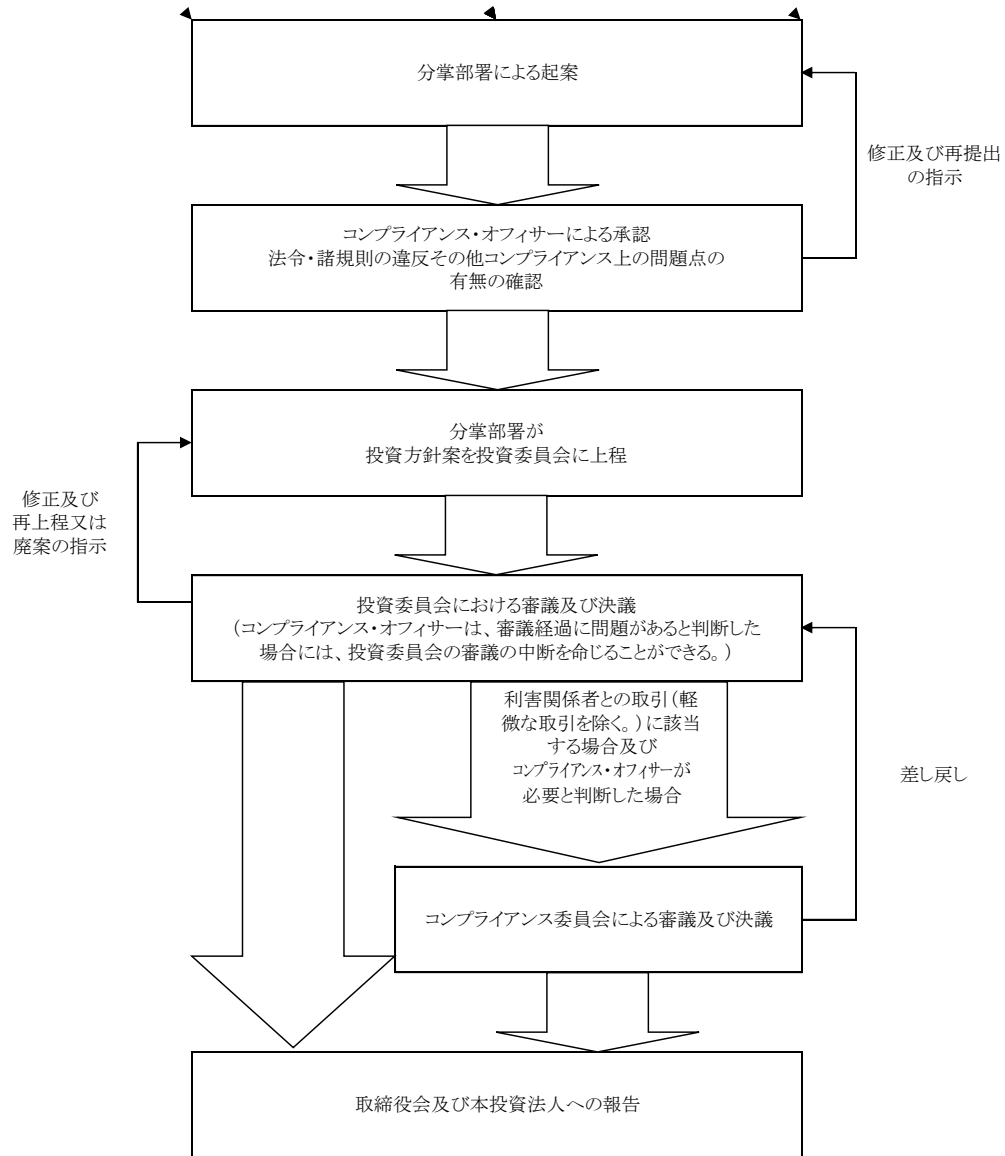 分掌部署による起案
修正及び再提出
の指示
コンプライアンス・オフィサーによる承認
法令・諸規則の違反その他コンプライアンス上の問題点の
有無の確認
分掌部署が
投資方針案を投資委員会に上程
修正及び
再上程又は
廃案の指示
投資委員会における審議及び決議
(コンプライアンス・オフィサーは、審議経過に問題があると判断した
場合には、投資委員会の審議の中断を命じることができる。)
利害関係者との取引(軽
微な取引を除く。)に該当
する場合及び
コンプライアンス・オフィサーが
必要と判断した場合
差し戻し
コンプライアンス委員会による審議及び決議
取締役会及び本投資法人への報告